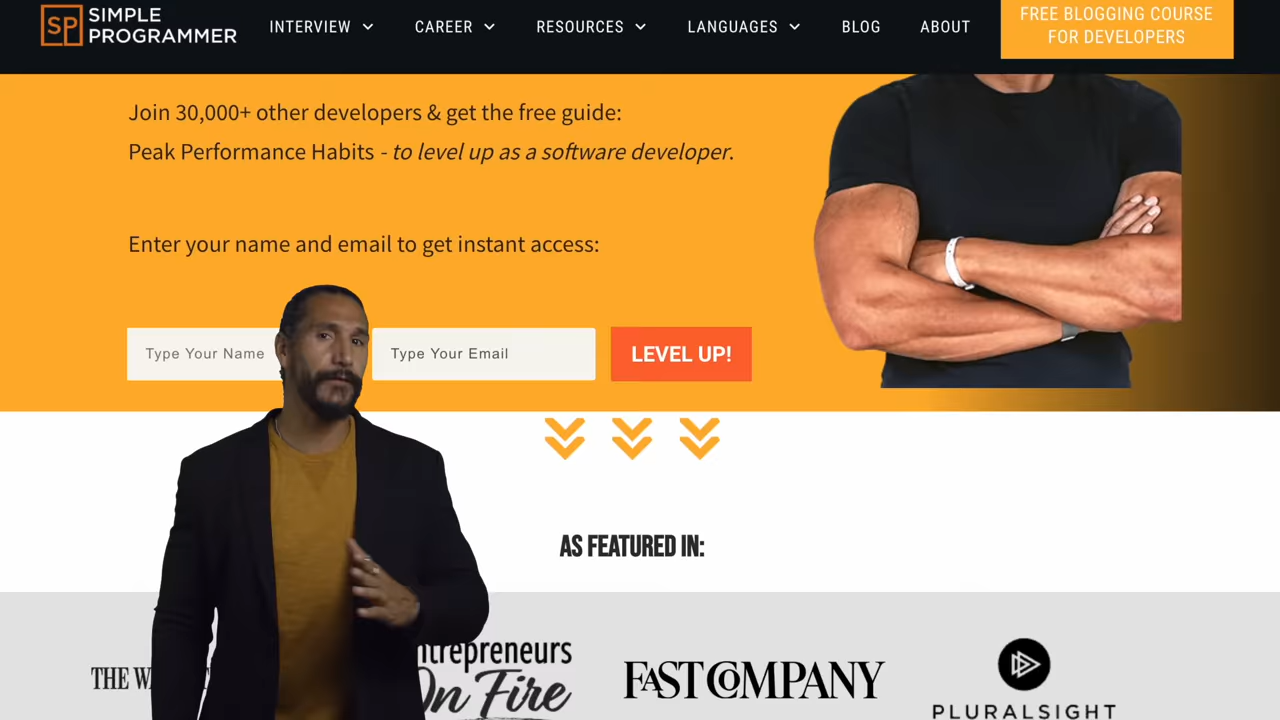 SP SIMPLE
PROGRAMMER
INTERVIEW CAREER RESOURCES LANGUAGES BLOG ABOUT
FREE BLOGGING COURSE
FOR DEVELOPERS
Join 30,000+ other developers & get the free guide:
Peak Performance Habits - to level up as a software developer.
Enter your name and email to get instant access:
Type Your Name Type Your Email LEVEL UP!
AS FEATURED IN:
THE
ntrepreneurs
On Fire
FAST COMPANY
PLURALSIGHT